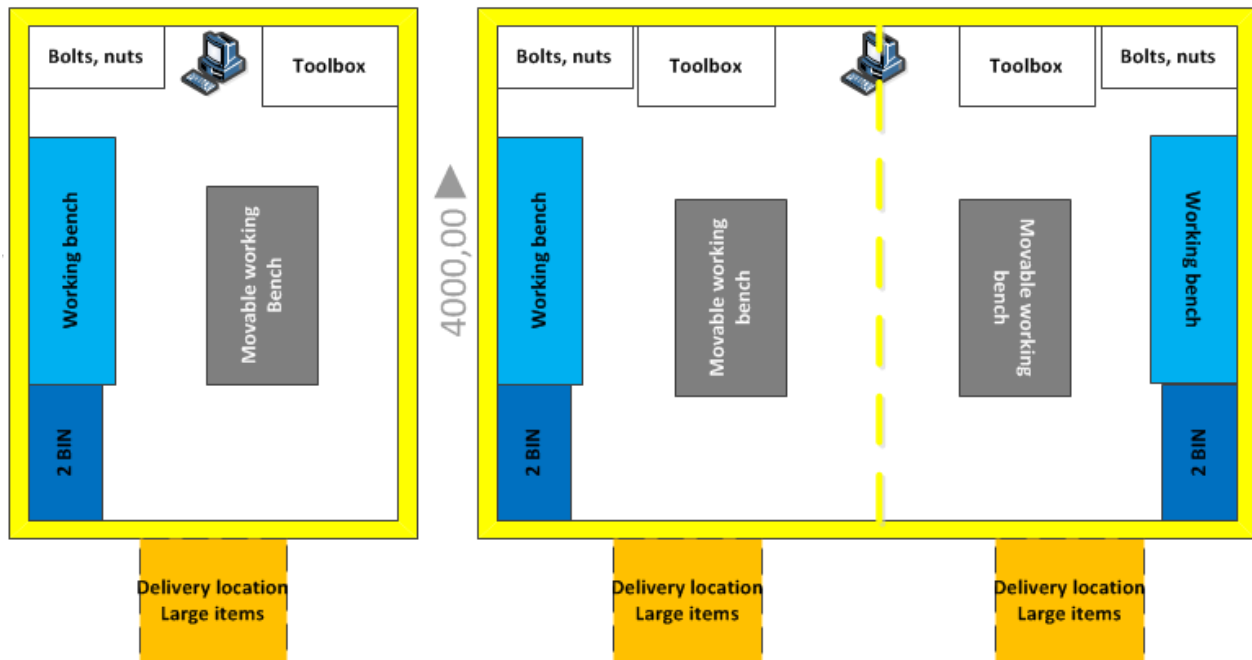 Bolts, nuts
Toolbox
Working bench
Movable working
Bench
2 BIN
Delivery location
Large items
4000,00
Bolts, nuts
Toolbox
Toolbox
Bolts, nuts
Working bench
Movable working
bench
Movable working
bench
Working bench
2 BIN
2 BIN
Delivery location
Large items
Delivery location
Large items